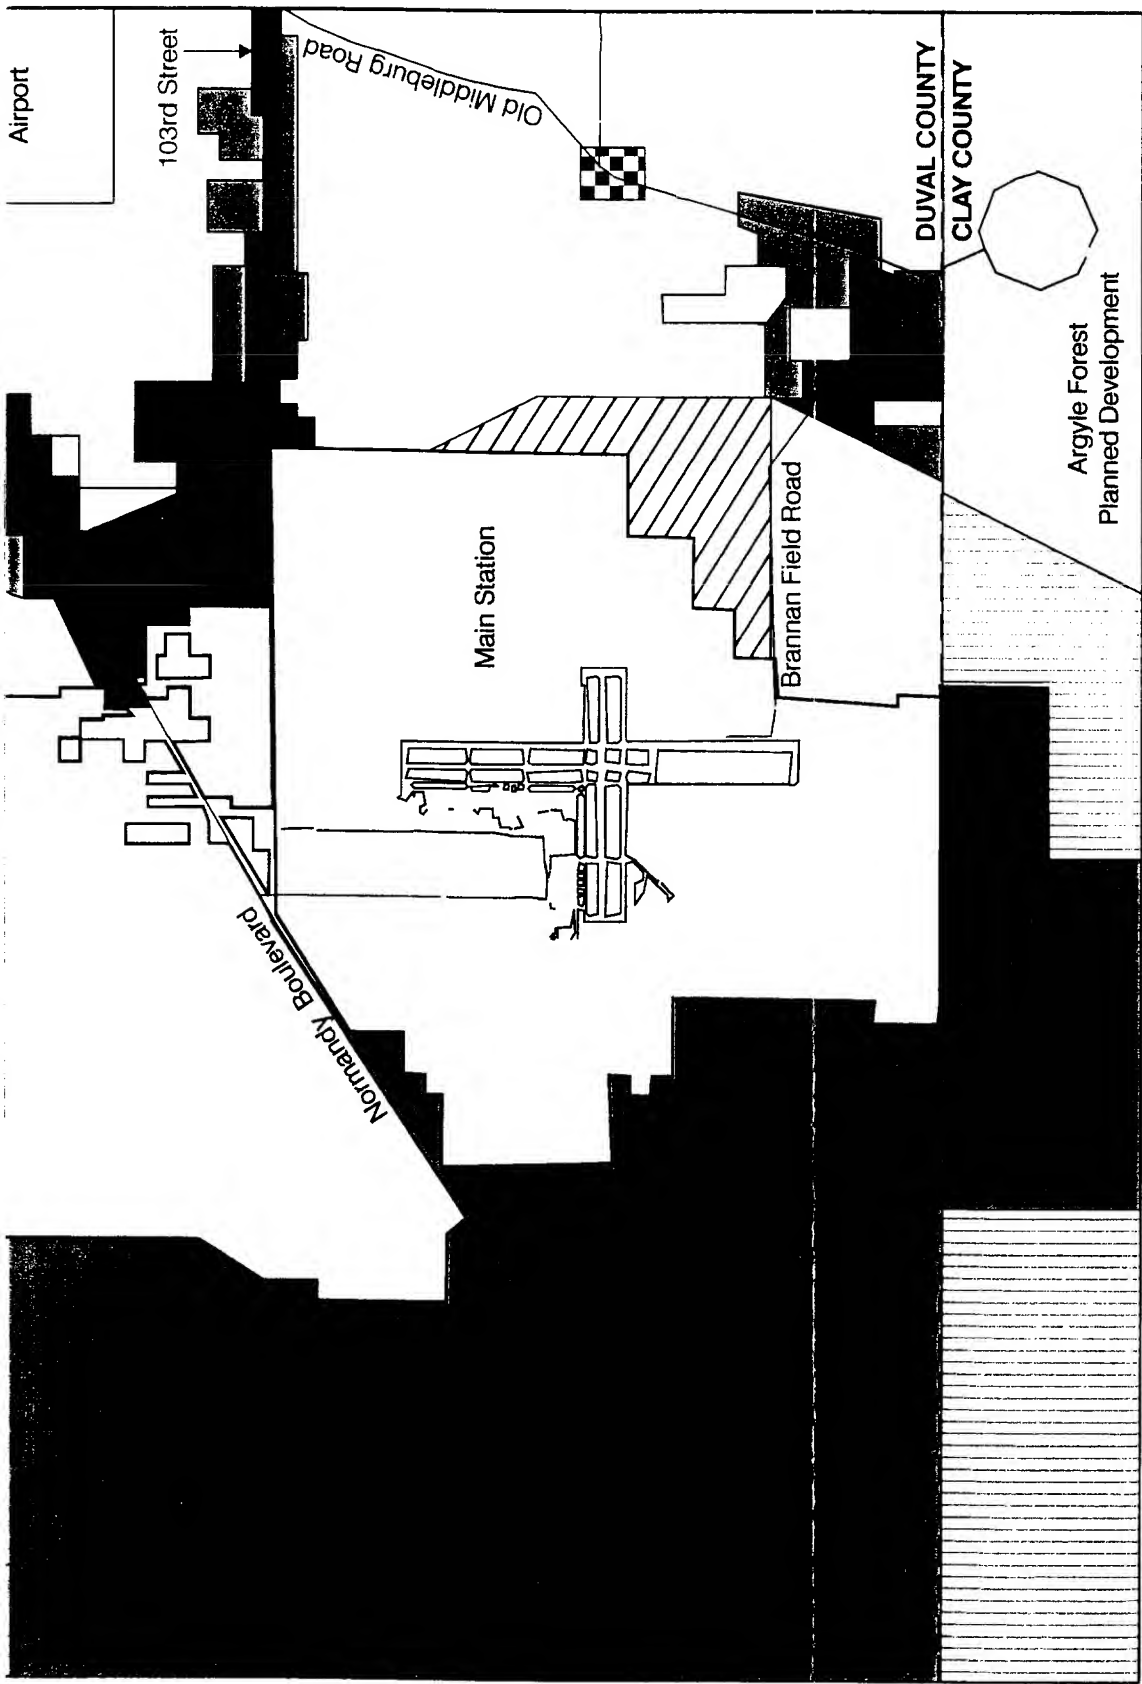 Airport
103rd Street
Old Middleburg Road
DUVAL COUNTY
CLAY COUNTY
Argyle Forest
Planned Development
Main Station
Brannan Field Road
Normandy Boulevard